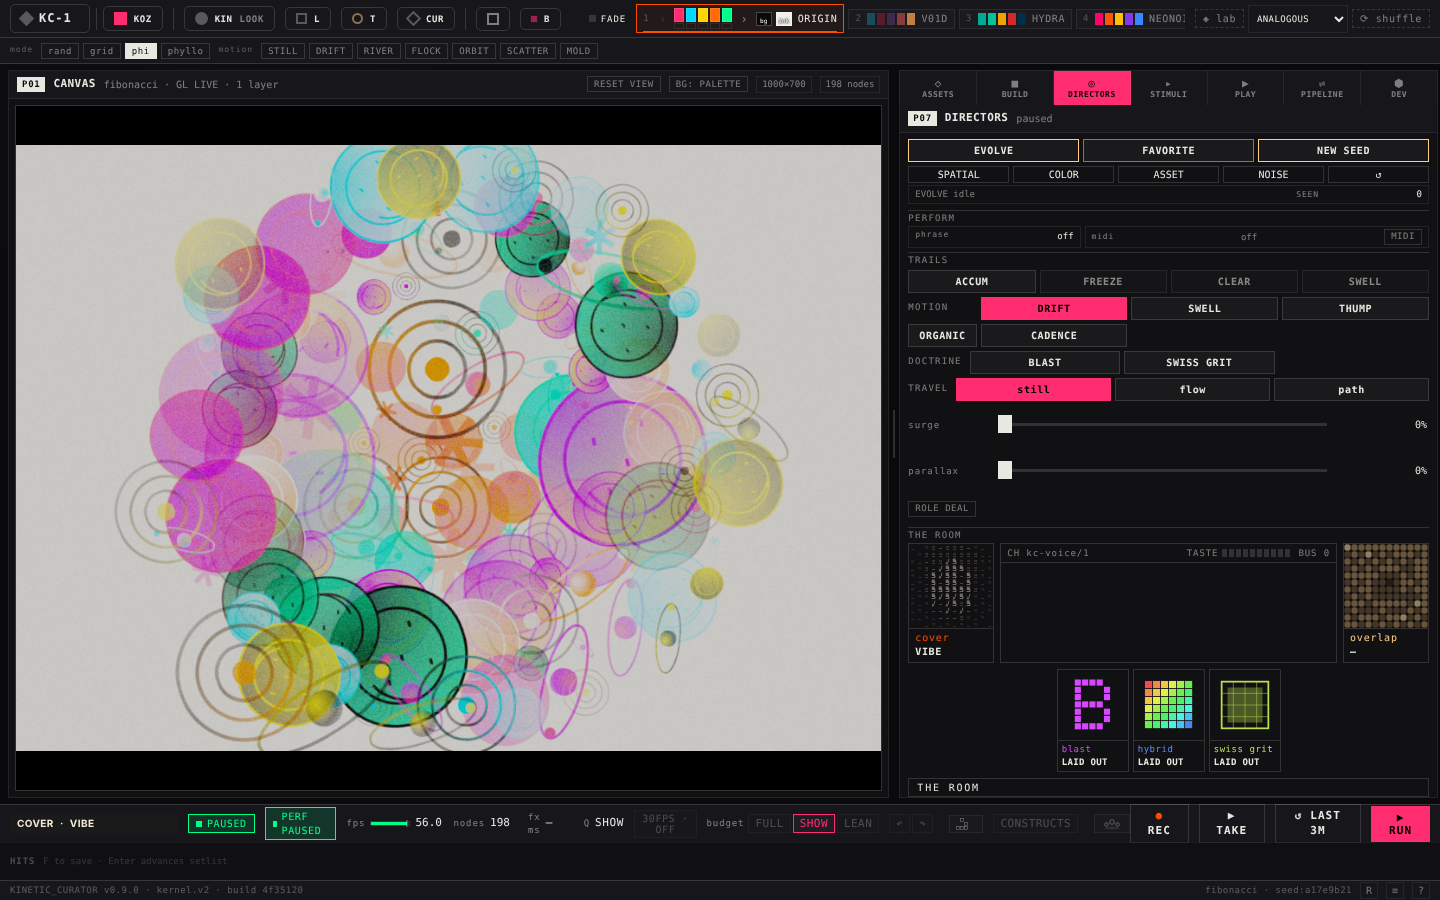 KC-1 KOZ KIN LOOK L T CUR B FADE 1 ‹ › bg ink ORIGIN 2 V01D 3 HYDRA 4 ◈ lab ANALOGOUS ⟳ shuffle
mode rand grid phi phyllo motion STILL DRIFT RIVER FLOCK ORBIT SCATTER MOLD
P01 CANVAS fibonacci · GL LIVE · 1 layer RESET VIEW BG: PALETTE 1000×700 198 nodes
ASSETS BUILD DIRECTORS STIMULI PLAY PIPELINE DEV
P07 DIRECTORS paused
EVOLVE FAVORITE NEW SEED
SPATIAL COLOR ASSET NOISE ↺
EVOLVE idle SEEN 0
PERFORM
phrase off midi off MIDI
TRAILS
ACCUM FREEZE CLEAR SWELL
MOTION DRIFT SWELL THUMP
ORGANIC CADENCE
DOCTRINE BLAST SWISS GRIT
TRAVEL still flow path
surge 0%
parallax 0%
ROLE DEAL
THE ROOM
CH kc-voice/1 TASTE BUS 0
cover
VIBE
overlap
—
B
blast
LAID OUT
hybrid
LAID OUT
swiss grit
LAID OUT
THE ROOM
COVER · VIBE PAUSED PERF PAUSED fps 56.0 nodes 198 fx ms — Q SHOW 30FPS · OFF budget FULL SHOW LEAN ↶ ↷ CONSTRUCTS ● REC ▶ TAKE ↺ LAST 3M ▶ RUN
HITS F to save · Enter advances setlist
KINETIC_CURATOR v0.9.0 · kernel.v2 · build 4f35120 fibonacci · seed:a17e9b21 R ≡ ?